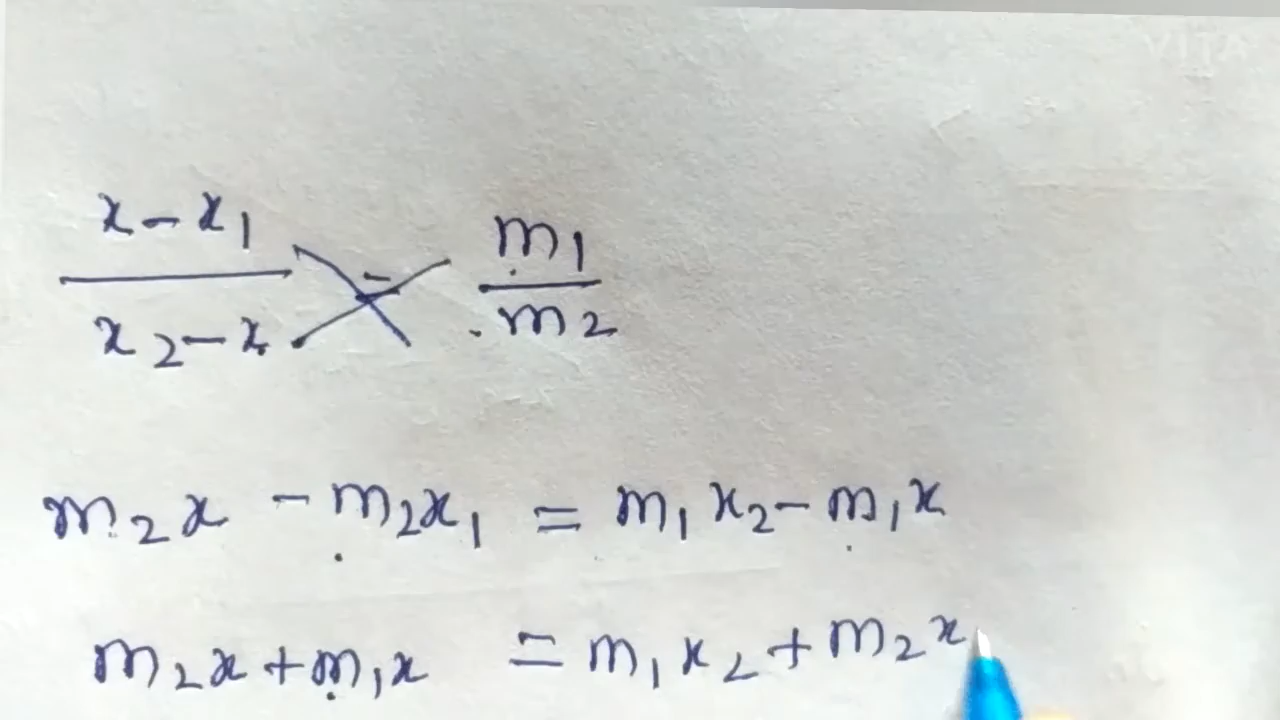 x - x₁ / x₂ - x = m₁ / m₂
m₂x - m₂x₁ = m₁x₂ - m₁x
m₂x + m₁x = m₁x₂ + m₂x